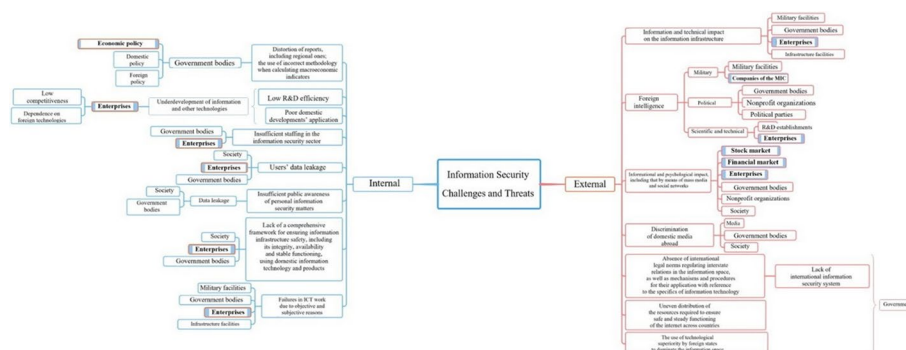 Information Security
Challenges and Threats
Internal
Distortion of reports,
including regional ones;
the use of incorrect methodology
when calculating macroeconomic
indicators
Government bodies
Economic policy
Domestic
policy
Foreign
policy
Low R&D efficiency
Poor domestic
developments' application
Underdevelopment of information
and other technologies
Enterprises
Low
competitiveness
Dependence on
foreign technologies
Insufficient staffing in the
information security sector
Government bodies
Enterprises
Users' data leakage
Society
Enterprises
Government bodies
Insufficient public awareness
of personal information
security matters
Data leakage
Society
Government
bodies
Lack of a comprehensive
framework for ensuring information
infrastructure safety, including
its integrity, availability
and stable functioning,
using domestic information
technology and products
Society
Enterprises
Government bodies
Failures in ICT work
due to objective and
subjective reasons
Military facilities
Government bodies
Enterprises
Infrastructure facilities
External
Information and technical impact
on the information infrastructure
Military facilities
Government bodies
Enterprises
Infrastructure facilities
Foreign
intelligence
Military
Military facilities
Companies of the MIC
Political
Government bodies
Nonprofit organizations
Political parties
Scientific and technical
R&D establishments
Enterprises
Informational and psychological impact,
including that by means of mass media
and social networks
Stock market
Financial market
Enterprises
Government bodies
Nonprofit organizations
Society
Discrimination
of domestic media
abroad
Media
Government bodies
Society
Absence of international
legal norms regulating interstate
relations in the information space,
as well as mechanisms and procedures
for their application with reference
to the specifics of information technology
Lack of
international information
security system
Uneven distribution of
the resources required to ensure
safe and steady functioning
of the internet across countries
The use of technological
superiority by foreign states